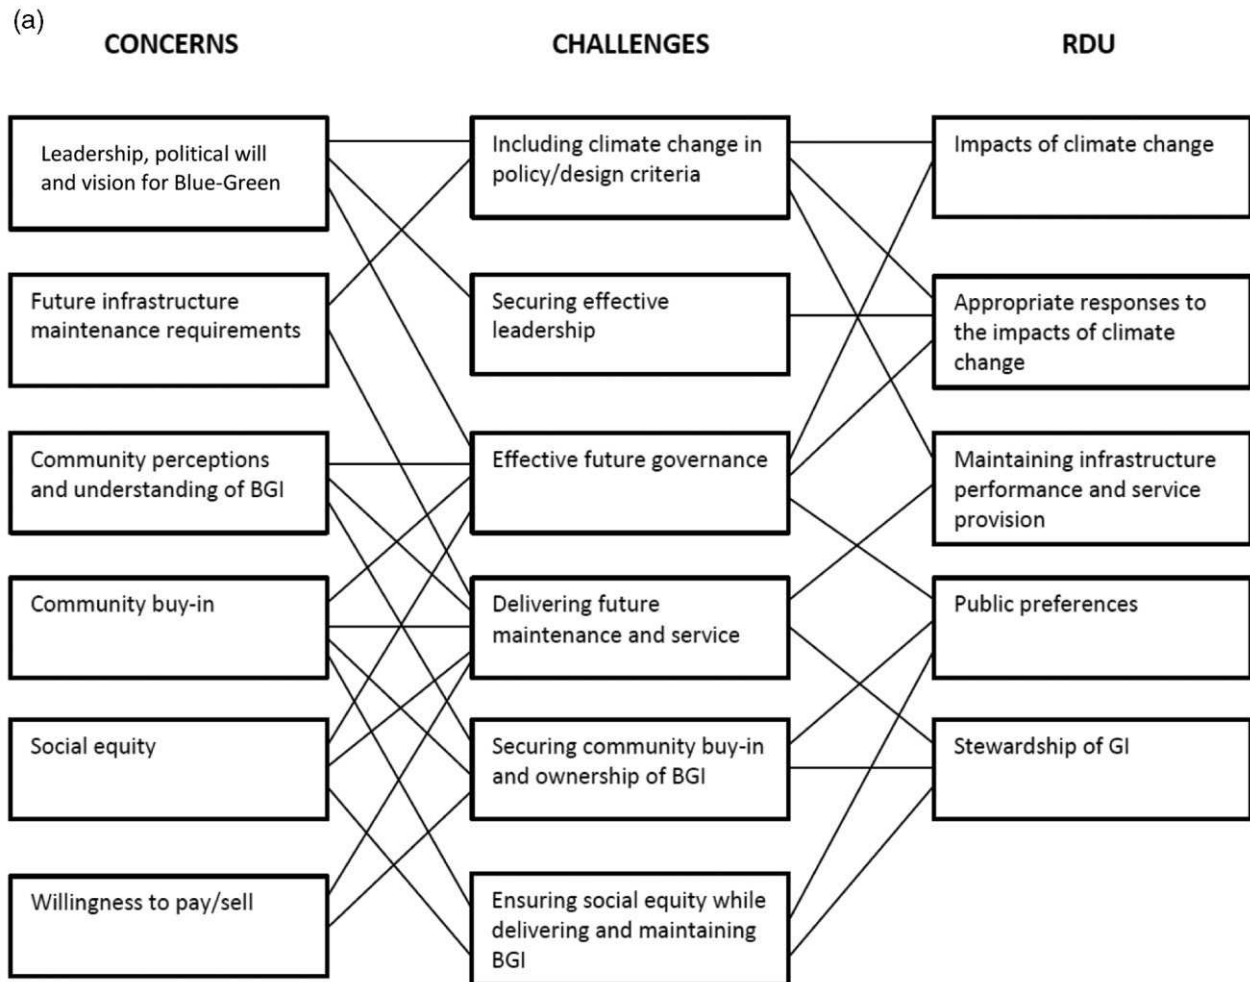 (a)
CONCERNS
CHALLENGES
RDU
Leadership, political will
and vision for Blue-Green
Including climate change in
policy/design criteria
Impacts of climate change
Future infrastructure
maintenance requirements
Securing effective
leadership
Appropriate responses to
the impacts of climate
change
Community perceptions
and understanding of BGI
Effective future governance
Maintaining infrastructure
performance and service
provision
Community buy-in
Delivering future
maintenance and service
Public preferences
Social equity
Securing community buy-in
and ownership of BGI
Stewardship of GI
Willingness to pay/sell
Ensuring social equity while
delivering and maintaining
BGI